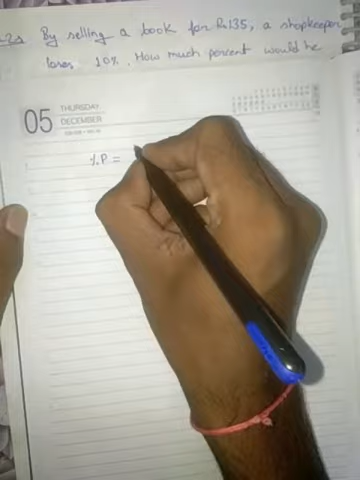 By selling a book for Rs135, a shopkeeper
loses 10%. How much percent would he
05 THURSDAY
DECEMBER
%P =